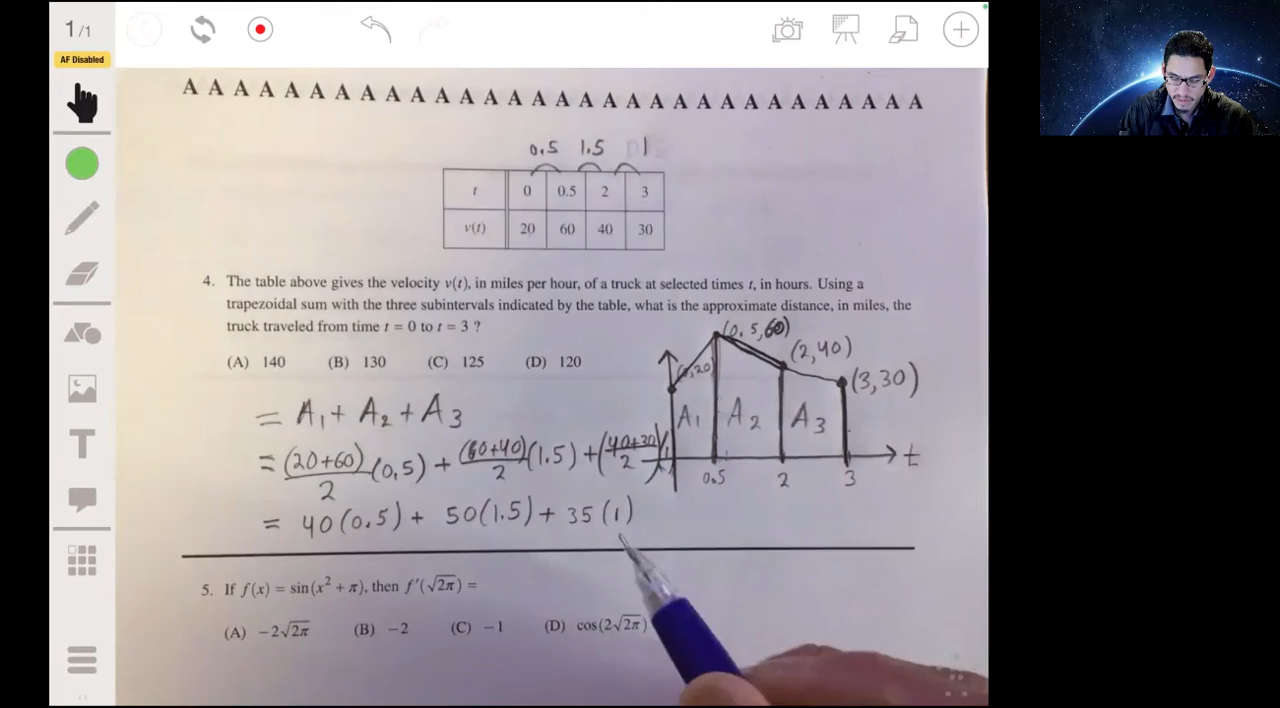 1/1
AF Disabled
A A A A A A A A A A A A A A A A A A A A A A A A A A A A A
0.5 1.5 1
t 0 0.5 2 3
v(t) 20 60 40 30
4. The table above gives the velocity v(t), in miles per hour, of a truck at selected times t, in hours. Using a
trapezoidal sum with the three subintervals indicated by the table, what is the approximate distance, in miles, the
truck traveled from time t = 0 to t = 3 ?
(A) 140 (B) 130 (C) 125 (D) 120
(0.5,60)
(2,40)
(0,20)
(3,30)
= A₁ + A₂ + A₃
A₁ A₂ A₃
= (20+60)/2 (0.5) + (60+40)/2 (1.5) + (40+30)/2
t
0.5 2 3
= 40(0.5) + 50(1.5) + 35(1)
5. If f(x) = sin(x² + π), then f′(√2π) =
(A) −2√2π (B) −2 (C) −1 (D) cos(2√2π)
T